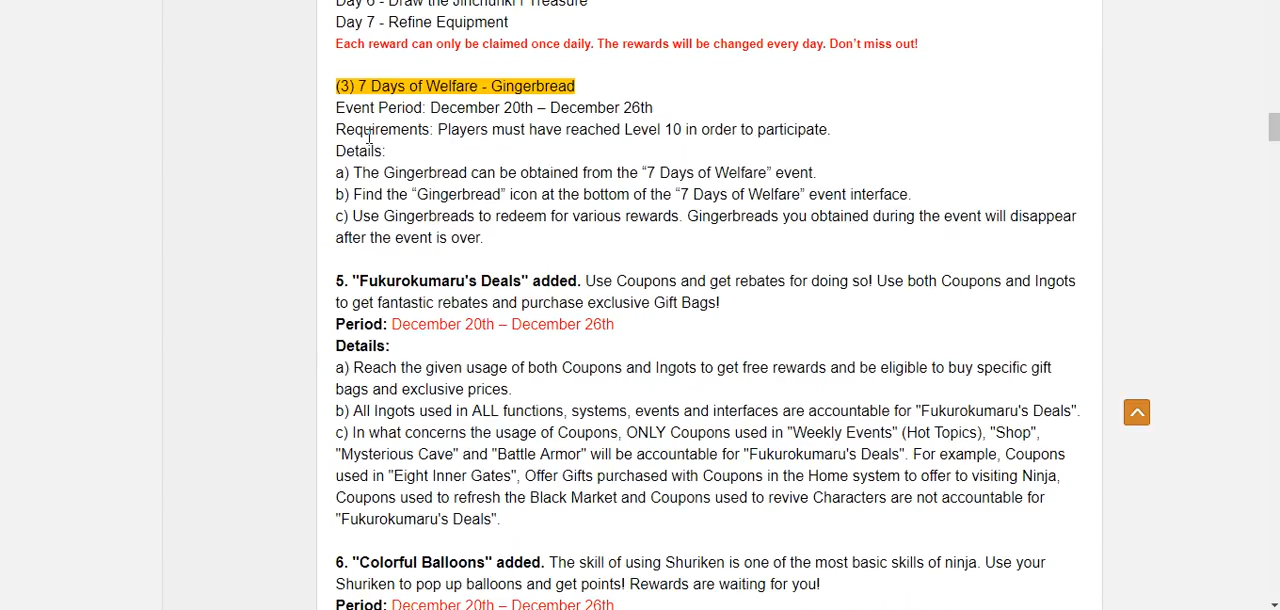 Day 6 - Draw the Jinchuriki Treasure
Day 7 - Refine Equipment
Each reward can only be claimed once daily. The rewards will be changed every day. Don’t miss out!
(3) 7 Days of Welfare - Gingerbread
Event Period: December 20th – December 26th
Requirements: Players must have reached Level 10 in order to participate.
Details:
a) The Gingerbread can be obtained from the “7 Days of Welfare” event.
b) Find the “Gingerbread” icon at the bottom of the “7 Days of Welfare” event interface.
c) Use Gingerbreads to redeem for various rewards. Gingerbreads you obtained during the event will disappear
after the event is over.
5. "Fukurokumaru's Deals" added. Use Coupons and get rebates for doing so! Use both Coupons and Ingots
to get fantastic rebates and purchase exclusive Gift Bags!
Period: December 20th – December 26th
Details:
a) Reach the given usage of both Coupons and Ingots to get free rewards and be eligible to buy specific gift
bags and exclusive prices.
b) All Ingots used in ALL functions, systems, events and interfaces are accountable for "Fukurokumaru's Deals".
c) In what concerns the usage of Coupons, ONLY Coupons used in "Weekly Events" (Hot Topics), "Shop",
"Mysterious Cave" and "Battle Armor" will be accountable for "Fukurokumaru's Deals". For example, Coupons
used in "Eight Inner Gates", Offer Gifts purchased with Coupons in the Home system to offer to visiting Ninja,
Coupons used to refresh the Black Market and Coupons used to revive Characters are not accountable for
"Fukurokumaru's Deals".
6. "Colorful Balloons" added. The skill of using Shuriken is one of the most basic skills of ninja. Use your
Shuriken to pop up balloons and get points! Rewards are waiting for you!
Period: December 20th – December 26th